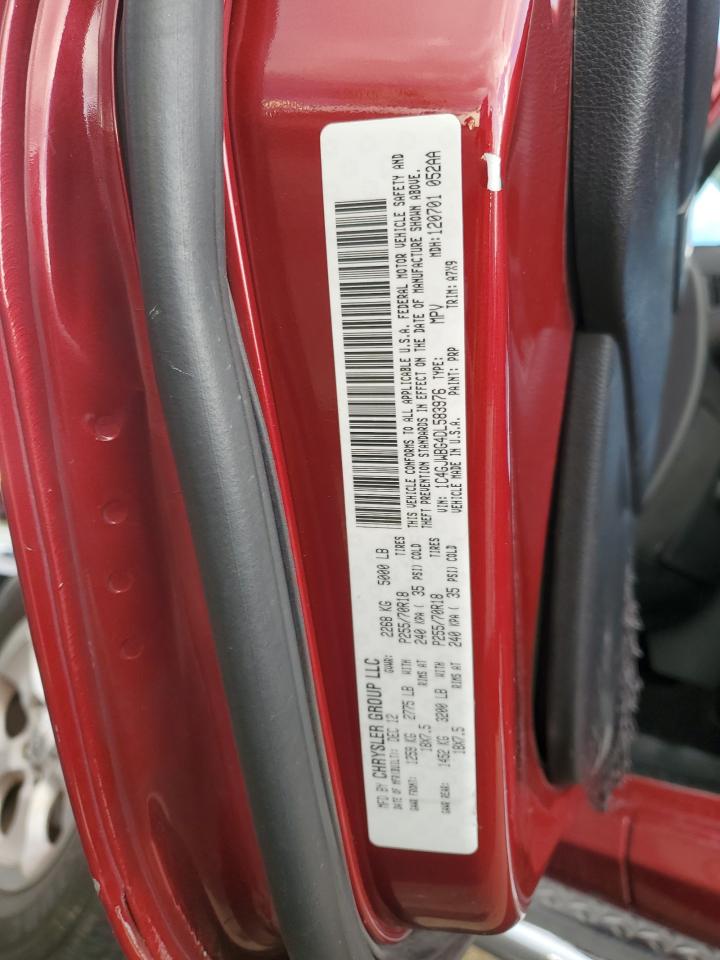 MFD BY CHRYSLER GROUP LLC
DATE OF MFR(BUILT: DEC 12 GVWR: 2268 KG 5000 LB
GAWR FRONT: 1259 KG 2775 LB WITH P255/70R18 TIRES
18X7.5 RIMS AT 240 KPA ( 35 PSI) COLD
GAWR REAR: 1452 KG 3200 LB WITH P255/70R18 TIRES
18X7.5 RIMS AT 240 KPA ( 35 PSI) COLD
THIS VEHICLE CONFORMS TO ALL APPLICABLE U.S.A. FEDERAL MOTOR VEHICLE SAFETY AND
THEFT PREVENTION STANDARDS IN EFFECT ON THE DATE OF MANUFACTURE SHOWN ABOVE.
VIN: 1C4GJWBG4DL583976 TYPE: MPV MDH:120701 052AA
VEHICLE MADE IN U.S.A. PAINT: PRP TRIM: A7X9